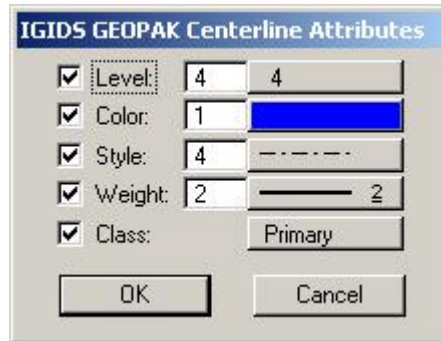 IGIDS GEOPAK Centerline Attributes
Level: 4 4
Color: 1
Style: 4
Weight: 2 2
Class: Primary
OK Cancel